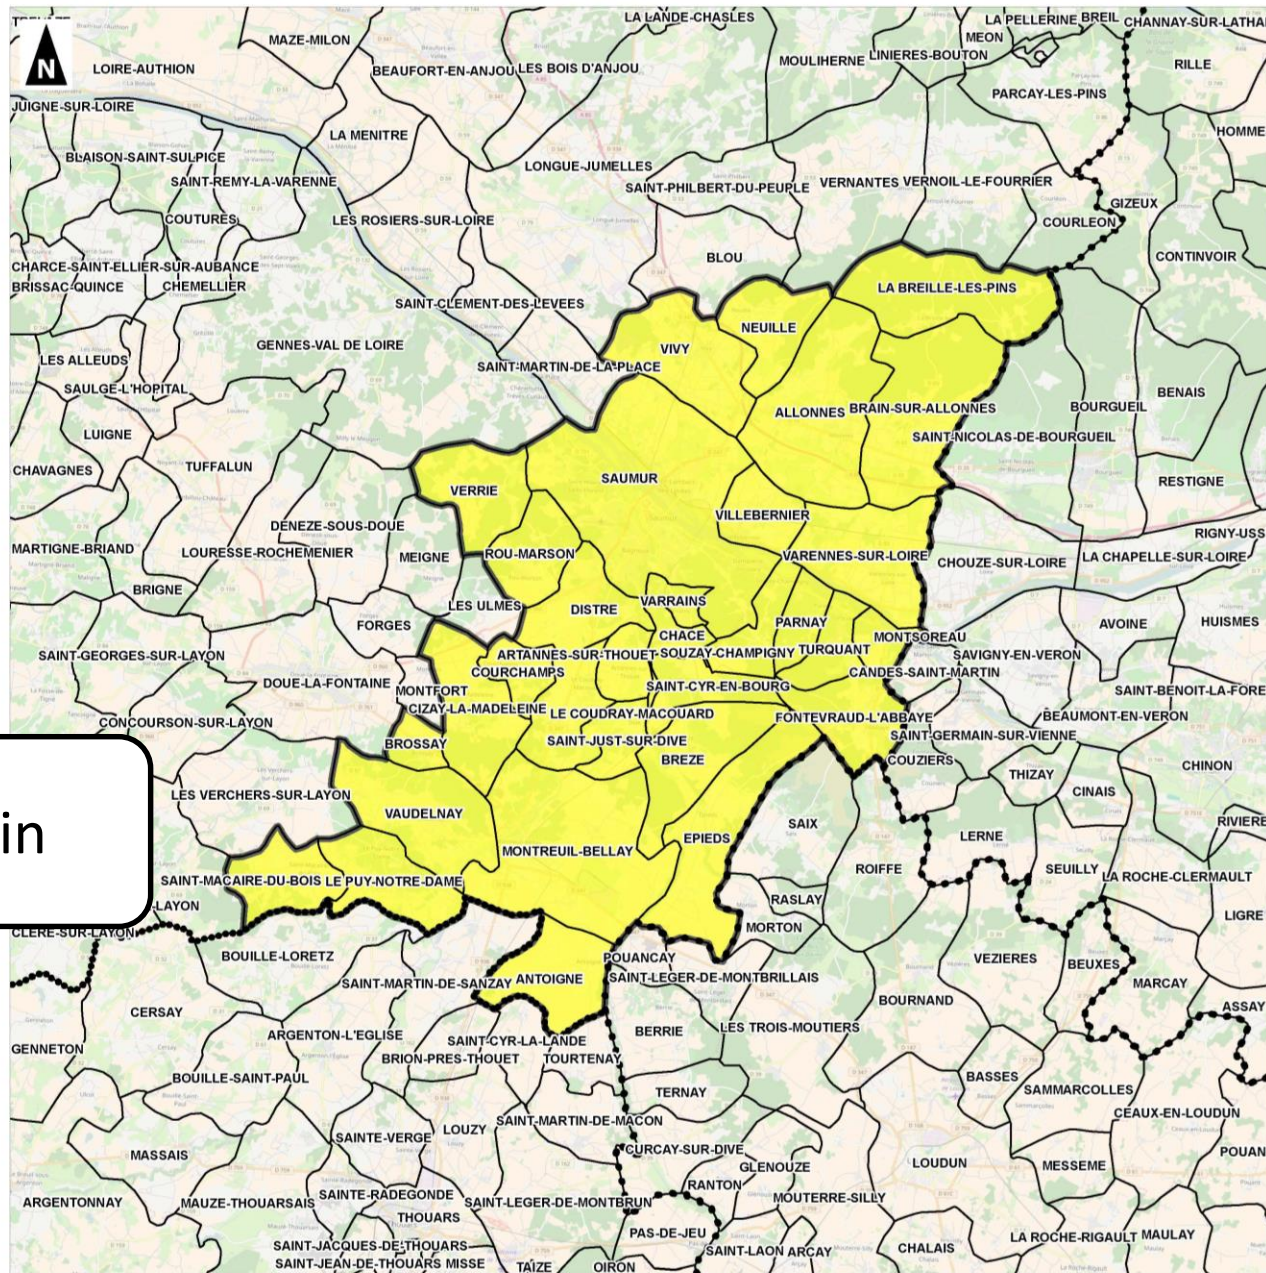 LA LANDE-CHASLES
LA PELLERINE BREIL CHANNAY-SUR-LATHA
MEON
MAZE-MILON
MOULIHERNE LINIERES-BOUTON
RILLE
N
LOIRE-AUTHION
BEAUFORT-EN-ANJOU LES BOIS D'ANJOU
PARCAY-LES-PINS
JUIGNE-SUR-LOIRE
LA MENITRE
HOMME
BLAISON-SAINT-SULPICE
LONGUE-JUMELLES
SAINT-REMY-LA-VARENNE
SAINT-PHILBERT-DU-PEUPLE VERNANTES VERNOIL-LE-FOURRIER
COUTURES
LES ROSIERS-SUR-LOIRE
GIZEUX
COURLEON
CHARCE-SAINT-ELLIER-SUR-AUBANCE
BLOU
CONTINVOIR
BRISSAC-QUINCE
CHEMELLIER
LA BREILLE-LES-PINS
SAINT-CLEMENT-DES-LEVEES
NEUILLE
GENNES-VAL DE LOIRE
VIVY
LES ALLEUDS
SAINT-MARTIN-DE-LA-PLACE
SAULGE-L'HOPITAL
BENAIS
ALLONNES BRAIN-SUR-ALLONNES
BOURGUEIL
LUIGNE
SAINT-NICOLAS-DE-BOURGUEIL
CHAVAGNES
TUFFALUN
SAUMUR
RESTIGNE
VERRIE
VILLEBERNIER
DENEZE-SOUS-DOUE
RIGNY-USS
MARTIGNE-BRIAND
LOURESSE-ROCHEMENIER
MEIGNE
ROU-MARSON
VARENNES-SUR-LOIRE
CHOUZE-SUR-LOIRE
LA CHAPELLE-SUR-LOIRE
BRIGNE
LES ULMES
DISTRE
VARRAINS
FORGES
PARNAY
AVOINE
HUISMES
CHACE
MONTSOREAU
SAINT-GEORGES-SUR-LAYON
ARTANNES-SUR-THOUET
SOUZAY-CHAMPIGNY
TURQUANT
SAVIGNY-EN-VERON
COURCHAMPS
CANDES-SAINT-MARTIN
DOUE-LA-FONTAINE
MONTFORT
SAINT-CYR-EN-BOURG
SAINT-BENOIT-LA-FORE
CIZAY-LA-MADELEINE
LE COUDRAY-MACOUARD
FONTEVRAUD-L'ABBAYE
BEAUMONT-EN-VERON
CONCOURSON-SUR-LAYON
BROSSAY
SAINT-JUST-SUR-DIVE
SAINT-GERMAIN-SUR-VIENNE
BREZE
COUZIERS
THIZAY
CHINON
LES VERCHERS-SUR-LAYON
CINAIS
VAUDELNAY
SAIX
RIVIERE
in
EPIEDS
LERNE
MONTREUIL-BELLAY
ROIFFE
SEUILLY
SAINT-MACAIRE-DU-BOIS LE PUY-NOTRE-DAME
LA ROCHE-CLERMAULT
-LAYON
RASLAY
LIGRE
CLERE-SUR-LAYON
MORTON
BOUILLE-LORETZ
POUANCAY
VEZIERES
BEUXES
SAINT-MARTIN-DE-SANZAY ANTOIGNE
SAINT-LEGER-DE-MONTBRILLAIS
MARCAY
BOURNAND
CERSAY
ASSAY
ARGENTON-L'EGLISE
BERRIE
LES TROIS-MOUTIERS
GENNETON
SAINT-CYR-LA-LANDE
BRION-PRES-THOUET
TOURTENAY
BOUILLE-SAINT-PAUL
BASSES
TERNAY
SAMMARCOLLES
CEAUX-EN-LOUDUN
SAINT-MARTIN-DE-MACON
LOUZY
SAINTE-VERGE
MASSAIS
CURCAY-SUR-DIVE
POUAN
GLENOUZE
LOUDUN
MESSEME
RANTON
ARGENTONNAY
MAUZE-THOUARSAIS
SAINTE-RADEGONDE
SAINT-LEGER-DE-MONTBRUN
MOUTERRE-SILLY
THOUARS
PAS-DE-JEU
LA ROCHE-RIGAULT MAULAY
SAINT-JACQUES-DE-THOUARS
SAINT-LAON ARCAY
CHALAIS
SAINT-JEAN-DE-THOUARS MISSE
TAIZE
OIRON